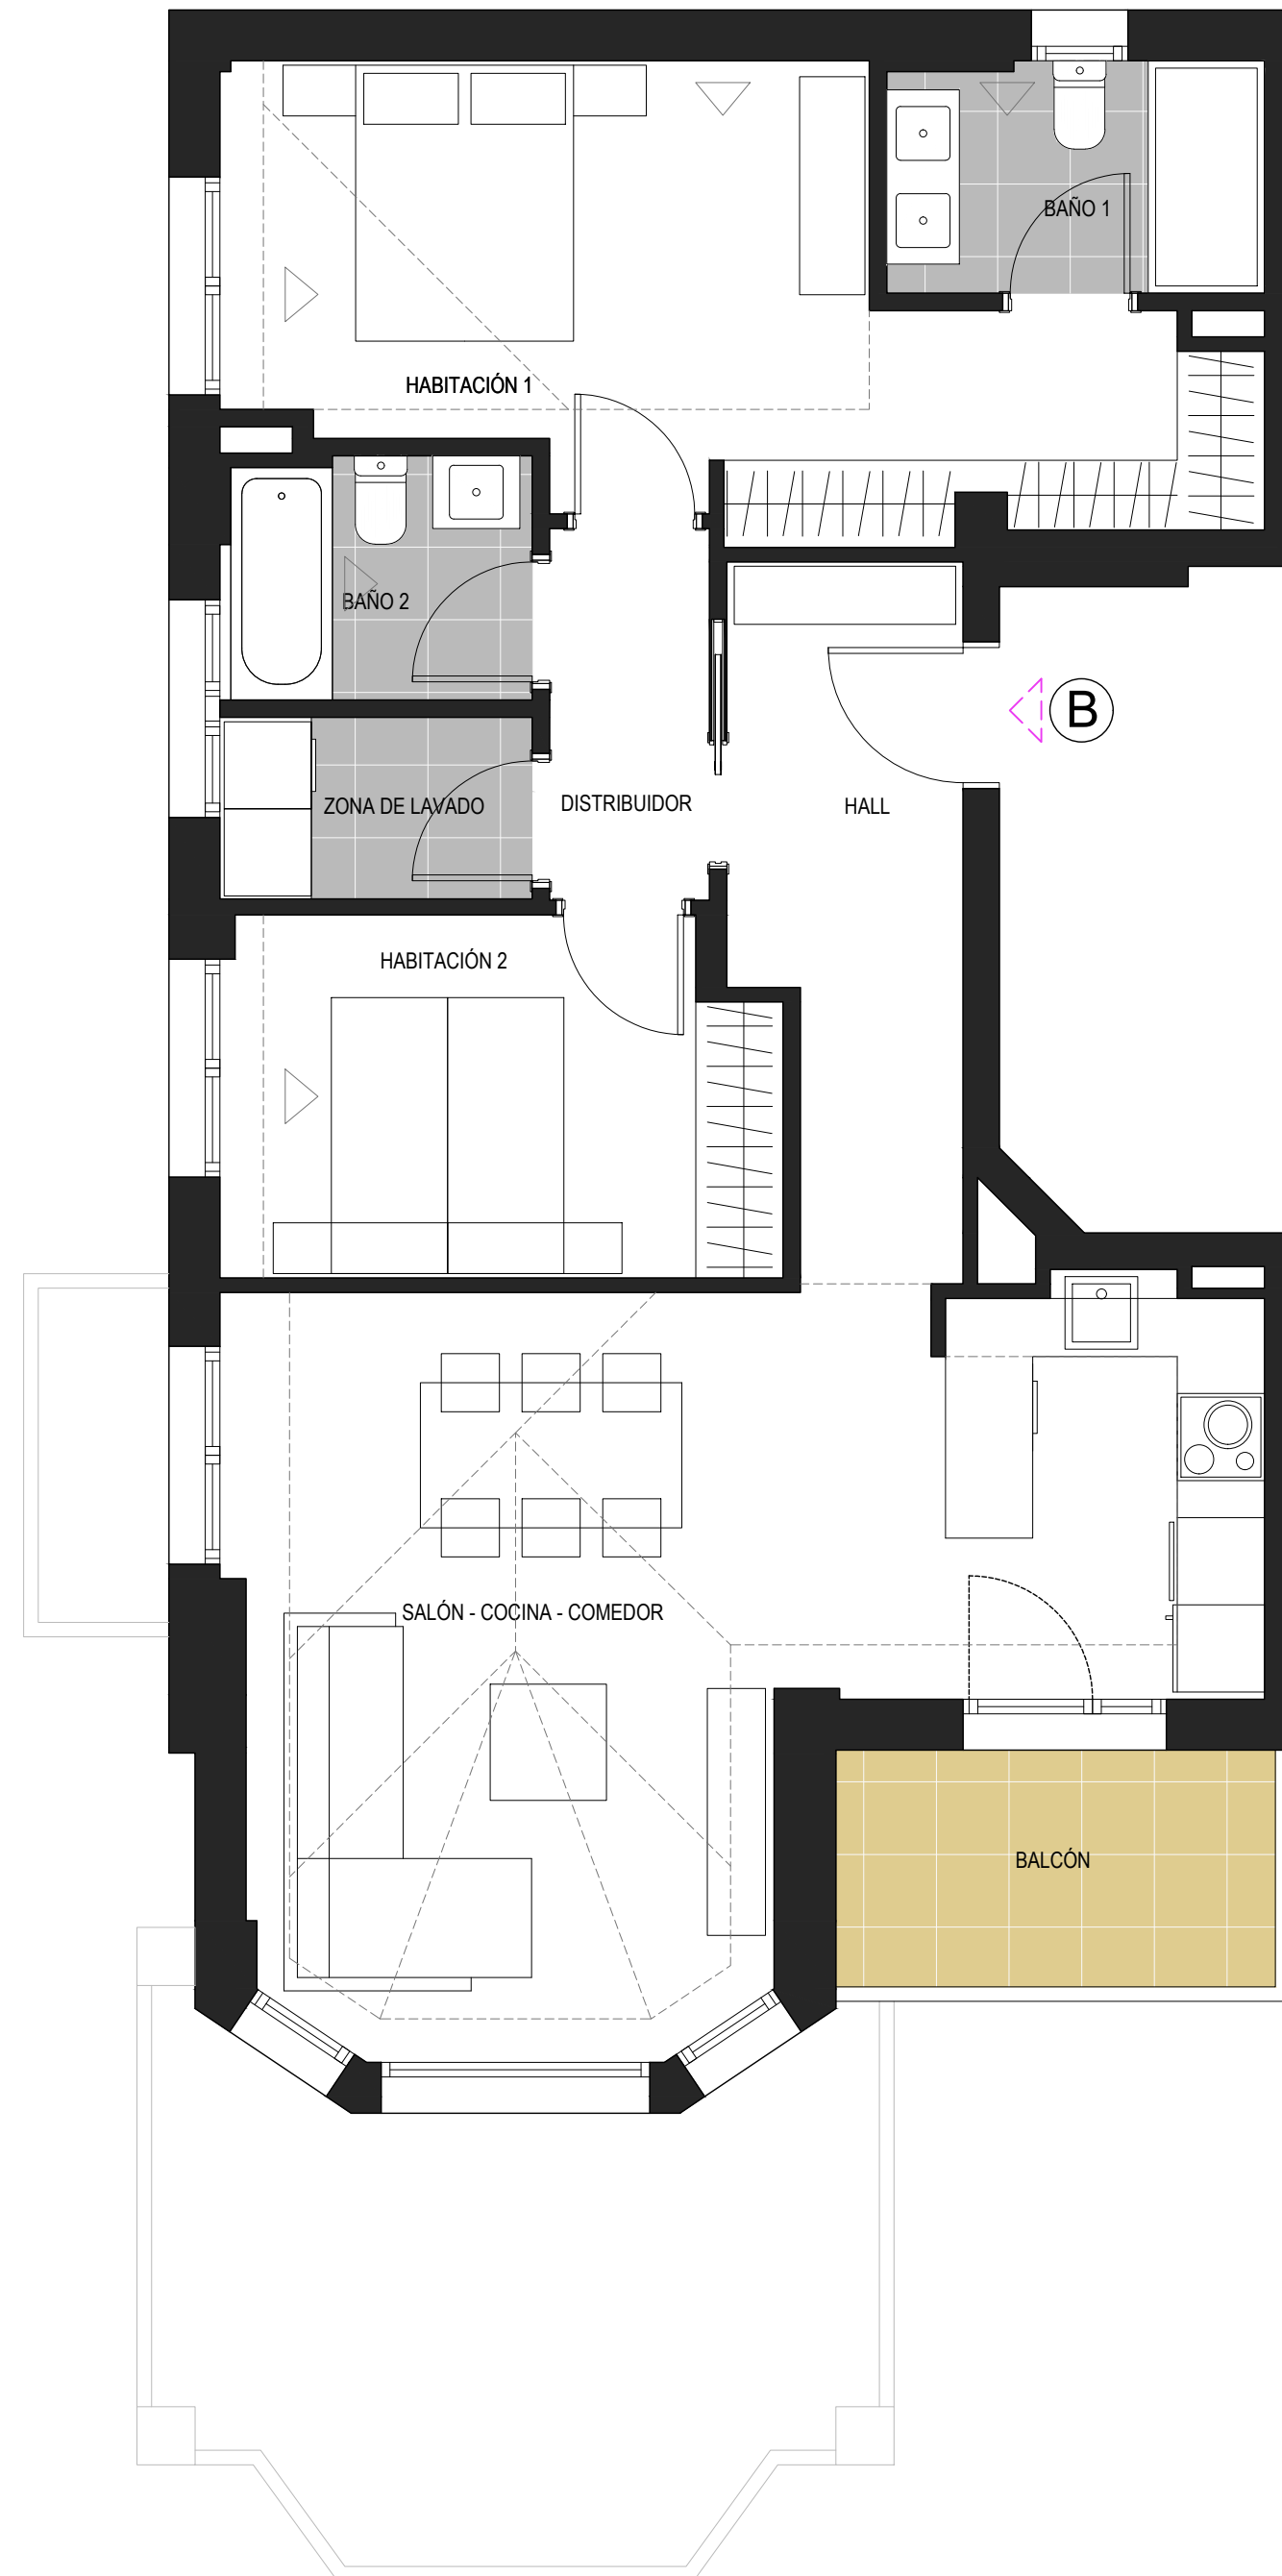 BAÑO 1
HABITACIÓN 1
BAÑO 2
B
ZONA DE LAVADO
DISTRIBUIDOR
HALL
HABITACIÓN 2
SALÓN - COCINA - COMEDOR
BALCÓN